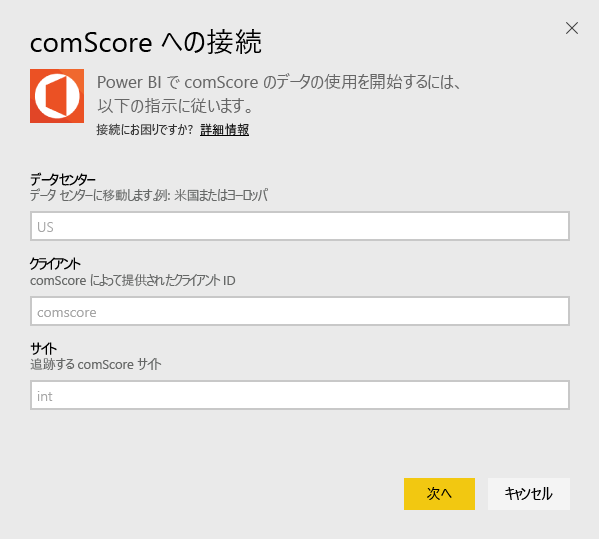 comScore への接続
Power BI で comScore のデータの使用を開始するには、
以下の指示に従います。
接続にお困りですか? 詳細情報
データセンター
データ センターに移動します。例: 米国またはヨーロッパ
US
クライアント
comScore によって提供されたクライアント ID
comscore
サイト
追跡する comScore サイト
int
次へ キャンセル